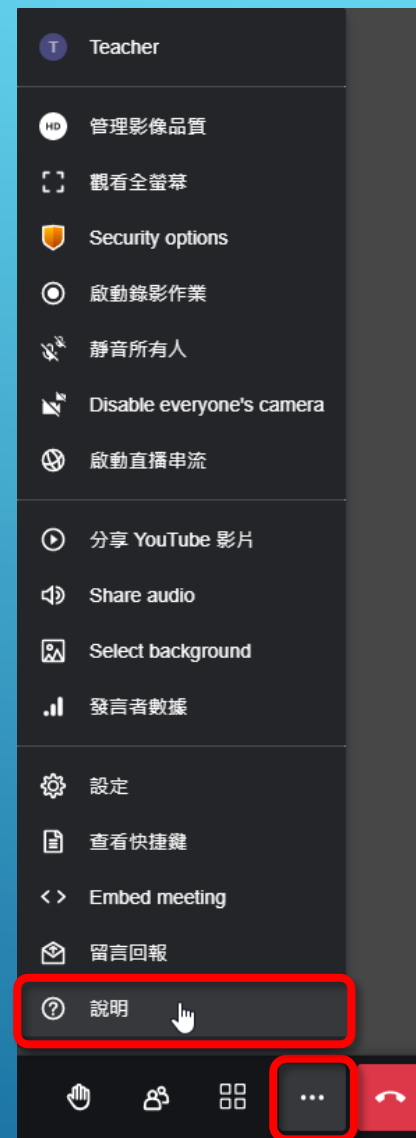 T Teacher
HD 管理影像品質
觀看全螢幕
Security options
啟動錄影作業
靜音所有人
Disable everyone's camera
啟動直播串流
分享 YouTube 影片
Share audio
Select background
發言者數據
設定
查看快捷鍵
Embed meeting
留言回報
說明